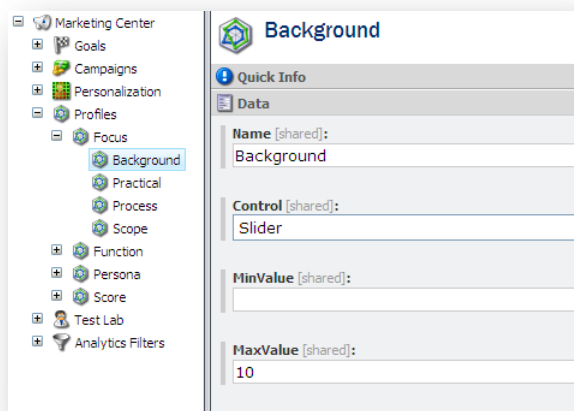 Marketing Center
Goals
Campaigns
Personalization
Profiles
Focus
Background
Practical
Process
Scope
Function
Persona
Score
Test Lab
Analytics Filters
Background
Quick Info
Data
Name [shared]:
Background
Control [shared]:
Slider
MinValue [shared]:
MaxValue [shared]:
10